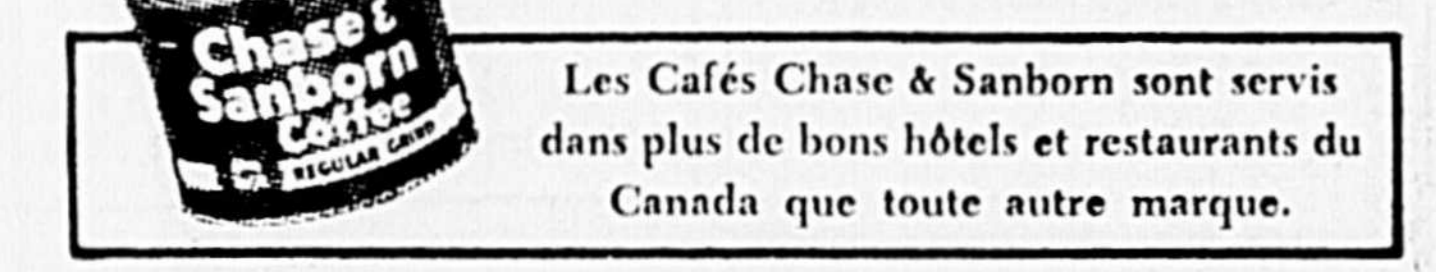 Chase &
Sanborn
Coffee
REGULAR GRIND
Les Cafés Chase & Sanborn sont servis
dans plus de bons hôtels et restaurants du
Canada que toute autre marque.